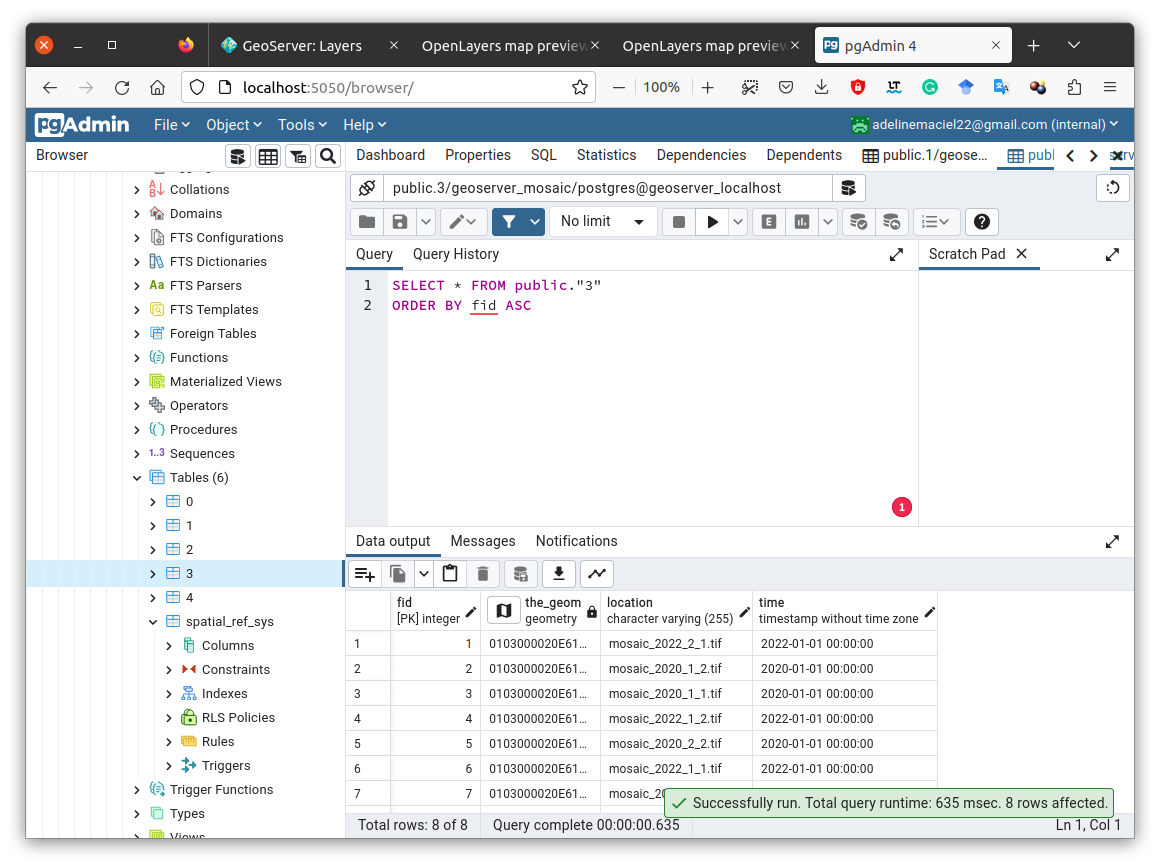 GeoServer: Layers
OpenLayers map preview
OpenLayers map preview
pgAdmin 4
localhost:5050/browser/
100%
pgAdmin
File
Object
Tools
Help
adelinemaciel22@gmail.com (internal)
Browser
Dashboard
Properties
SQL
Statistics
Dependencies
Dependents
public.1/geose...
publ
serv
Collations
Domains
FTS Configurations
FTS Dictionaries
Aa FTS Parsers
FTS Templates
Foreign Tables
Functions
Materialized Views
Operators
Procedures
1..3 Sequences
Tables (6)
0
1
2
3
4
spatial_ref_sys
Columns
Constraints
Indexes
RLS Policies
Rules
Triggers
Trigger Functions
Types
Views
public.3/geoserver_mosaic/postgres@geoserver_localhost
No limit
E
Query
Query History
Scratch Pad
1 SELECT * FROM public."3"
2 ORDER BY fid ASC
1
Data output
Messages
Notifications
fid
[PK] integer
the_geom
geometry
location
character varying (255)
time
timestamp without time zone
1 1 0103000020E61... mosaic_2022_2_1.tif 2022-01-01 00:00:00
2 2 0103000020E61... mosaic_2020_1_2.tif 2020-01-01 00:00:00
3 3 0103000020E61... mosaic_2020_1_1.tif 2020-01-01 00:00:00
4 4 0103000020E61... mosaic_2022_1_2.tif 2022-01-01 00:00:00
5 5 0103000020E61... mosaic_2020_2_2.tif 2020-01-01 00:00:00
6 6 0103000020E61... mosaic_2022_1_1.tif 2022-01-01 00:00:00
7 7 0103000020E61... mosaic_20
Successfully run. Total query runtime: 635 msec. 8 rows affected.
Total rows: 8 of 8
Query complete 00:00:00.635
Ln 1, Col 1